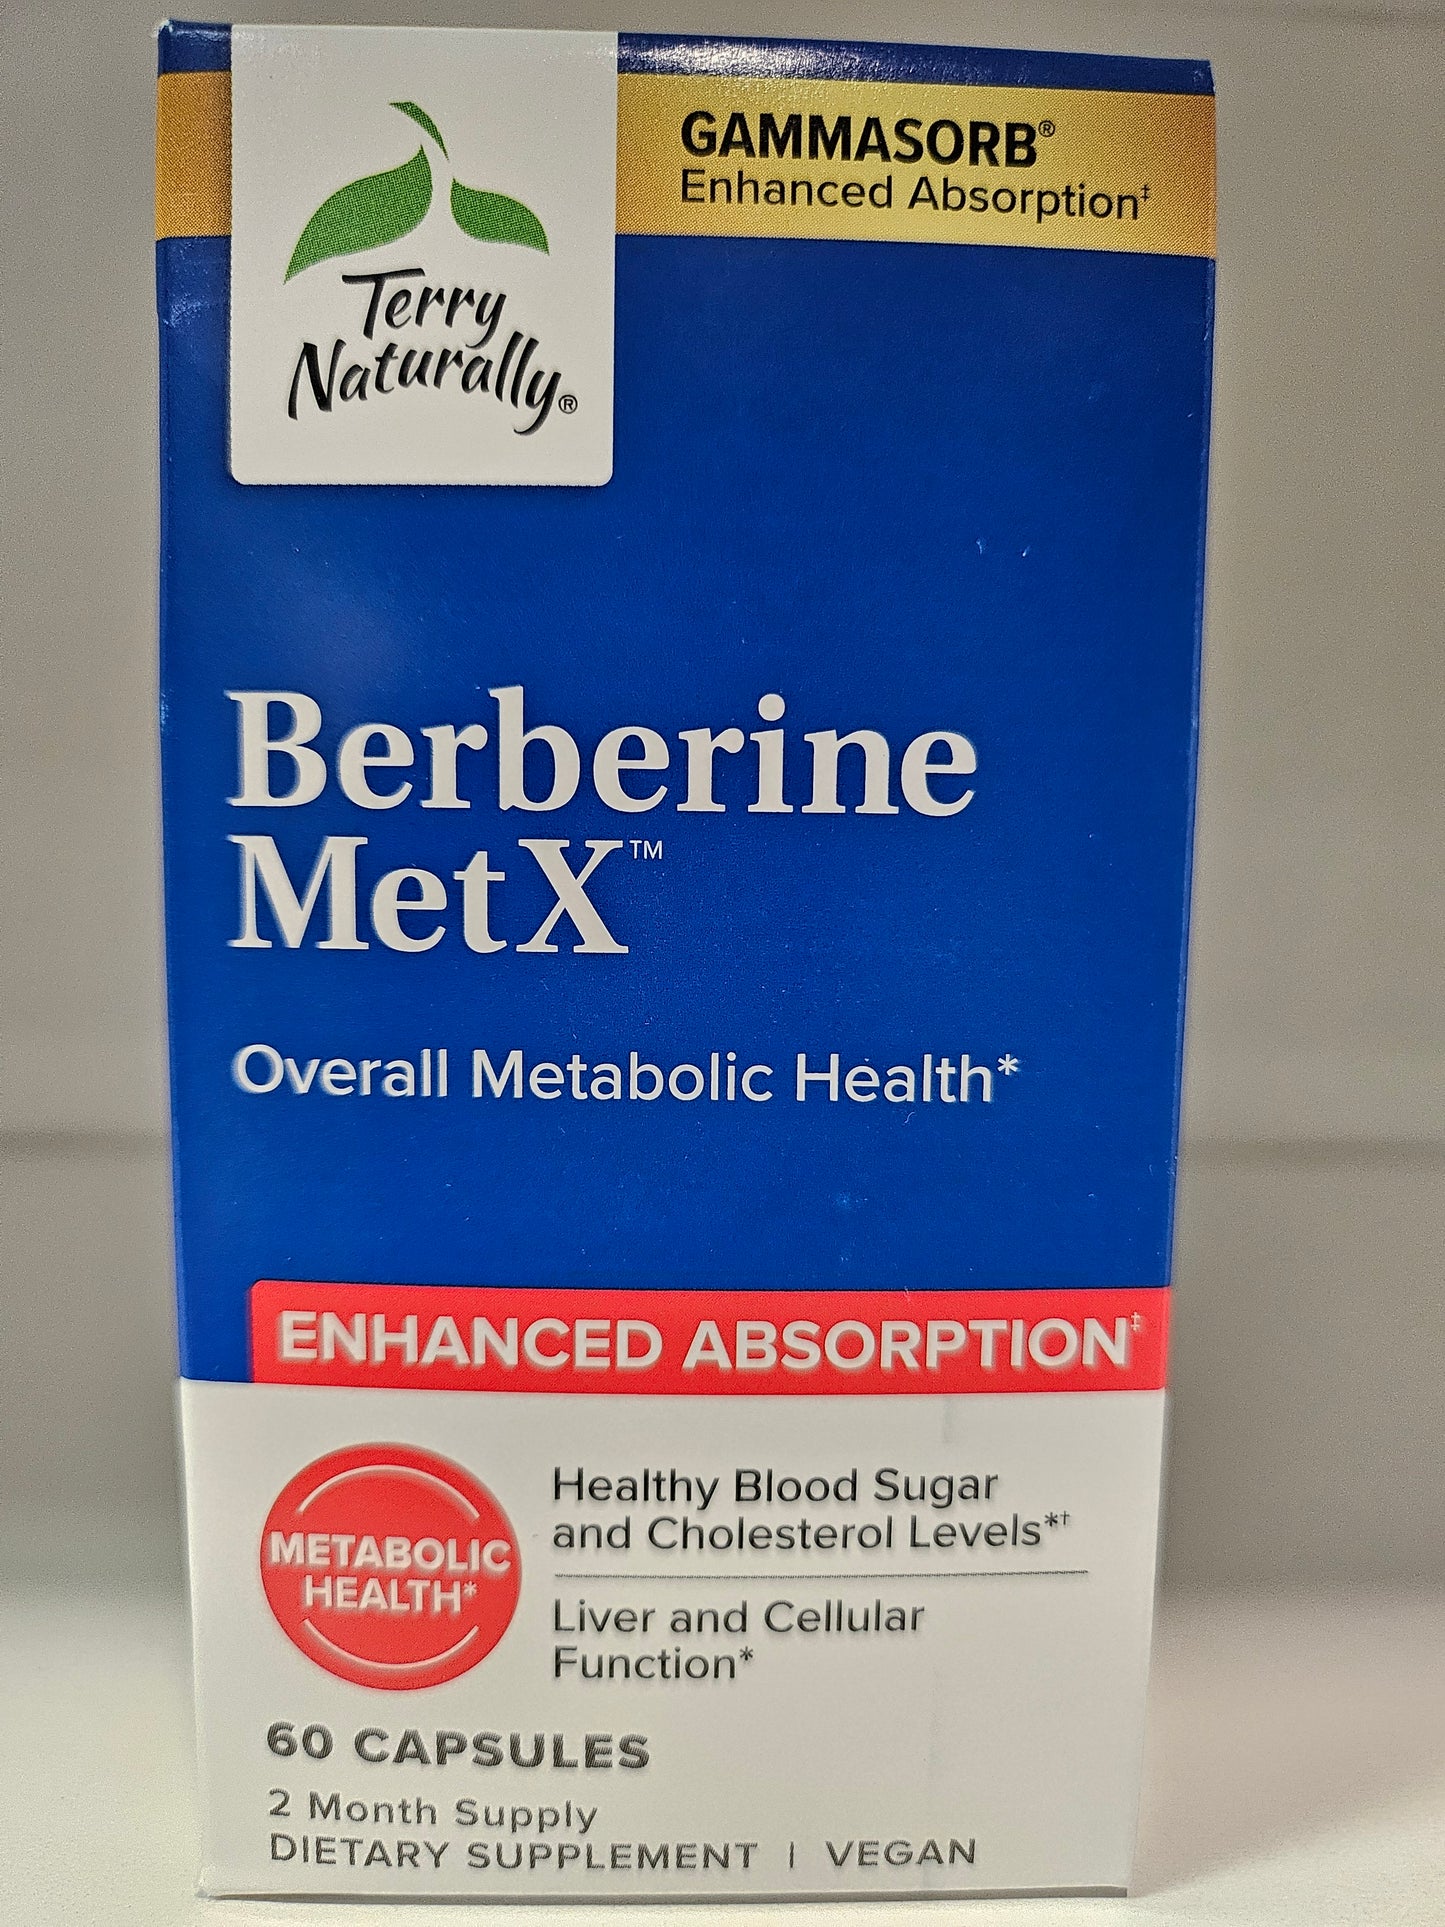 GAMMASORB®
Enhanced Absorption‡
Terry
Naturally®
Berberine
MetX™
Overall Metabolic Health*
ENHANCED ABSORPTION‡
METABOLIC
HEALTH*
Healthy Blood Sugar
and Cholesterol Levels*†
Liver and Cellular
Function*
60 CAPSULES
2 Month Supply
DIETARY SUPPLEMENT | VEGAN